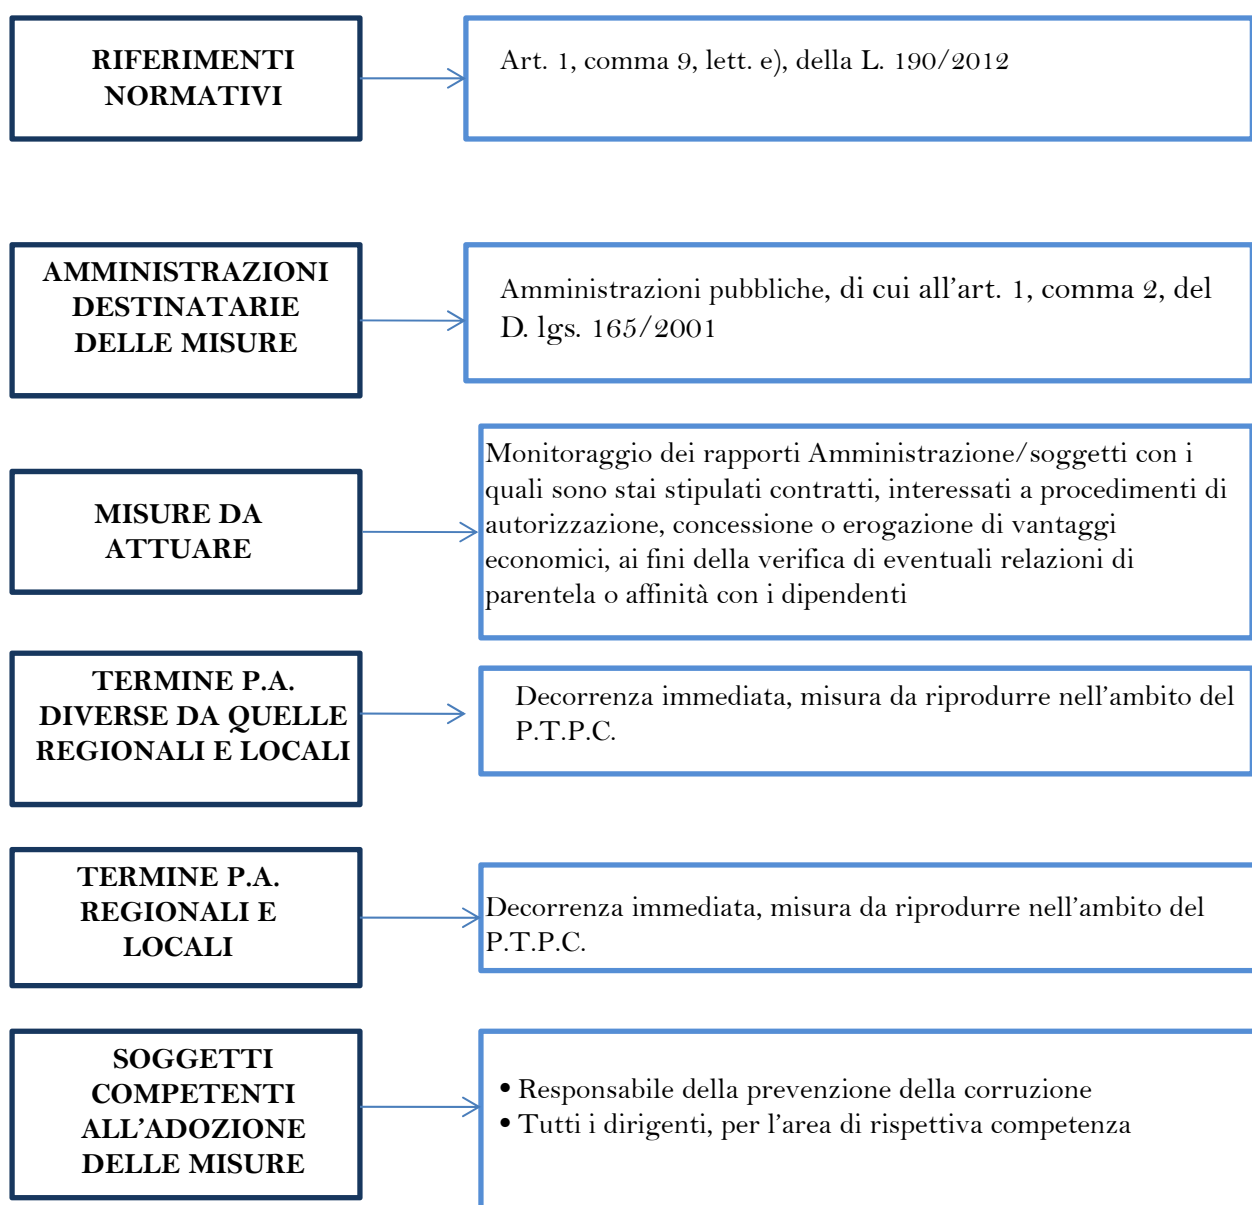 RIFERIMENTI
NORMATIVI
Art. 1, comma 9, lett. e), della L. 190/2012
AMMINISTRAZIONI
DESTINATARIE
DELLE MISURE
Amministrazioni pubbliche, di cui all’art. 1, comma 2, del
D. lgs. 165/2001
MISURE DA
ATTUARE
Monitoraggio dei rapporti Amministrazione/soggetti con i
quali sono stai stipulati contratti, interessati a procedimenti di
autorizzazione, concessione o erogazione di vantaggi
economici, ai fini della verifica di eventuali relazioni di
parentela o affinità con i dipendenti
TERMINE P.A.
DIVERSE DA QUELLE
REGIONALI E LOCALI
Decorrenza immediata, misura da riprodurre nell’ambito del
P.T.P.C.
TERMINE P.A.
REGIONALI E
LOCALI
Decorrenza immediata, misura da riprodurre nell’ambito del
P.T.P.C.
SOGGETTI
COMPETENTI
ALL’ADOZIONE
DELLE MISURE
• Responsabile della prevenzione della corruzione
• Tutti i dirigenti, per l’area di rispettiva competenza